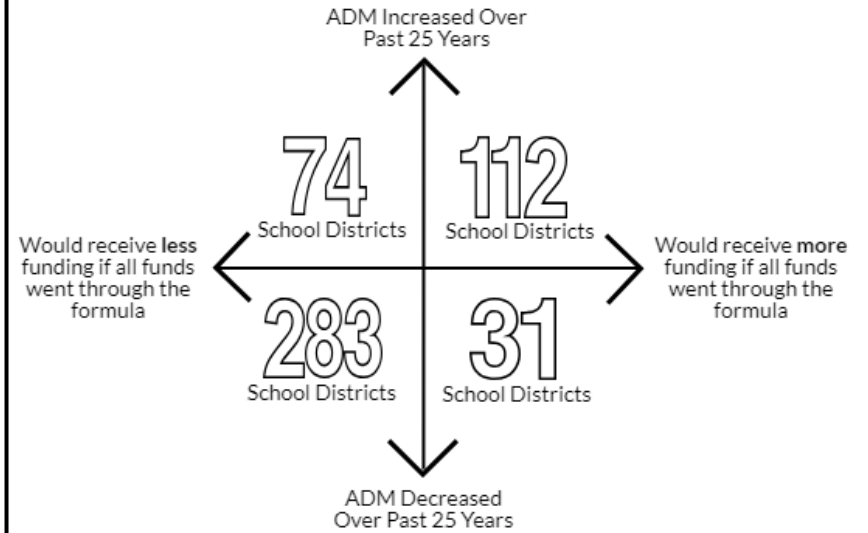 ADM Increased Over
Past 25 Years
74
School Districts
112
School Districts
Would receive less
funding if all funds
went through the
formula
Would receive more
funding if all funds
went through the
formula
283
School Districts
31
School Districts
ADM Decreased
Over Past 25 Years